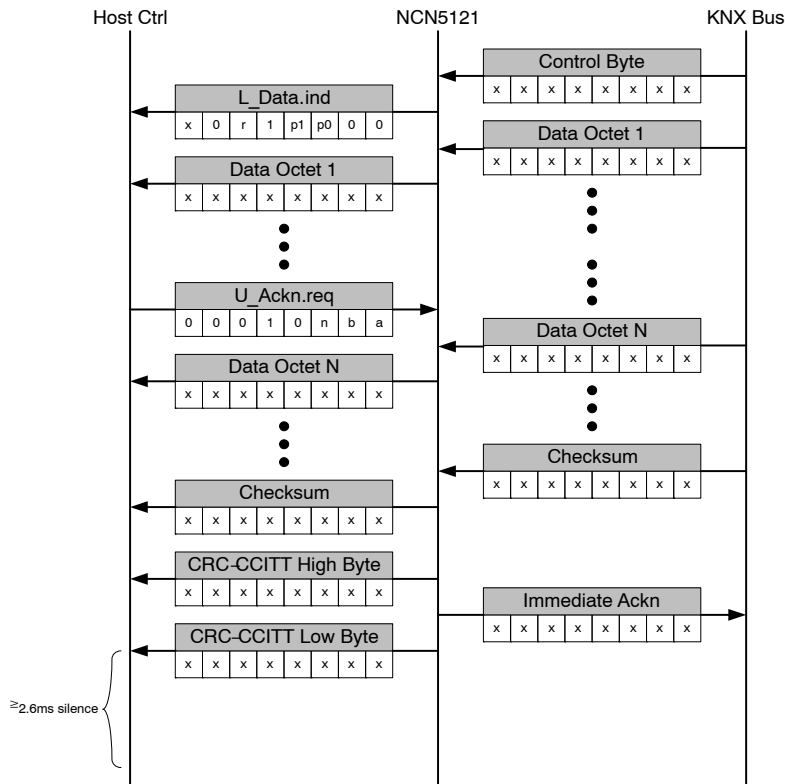 Host Ctrl NCN5121 KNX Bus
Control Byte
x x x x x x x x
L_Data.ind
x 0 r 1 p1 p0 0 0
Data Octet 1
x x x x x x x x
Data Octet 1
x x x x x x x x
U_Ackn.req
0 0 0 1 0 n b a
Data Octet N
x x x x x x x x
Data Octet N
x x x x x x x x
Checksum
x x x x x x x x
Checksum
x x x x x x x x
CRC-CCITT High Byte
x x x x x x x x
Immediate Ackn
x x x x x x x x
CRC-CCITT Low Byte
x x x x x x x x
≥2.6ms silence